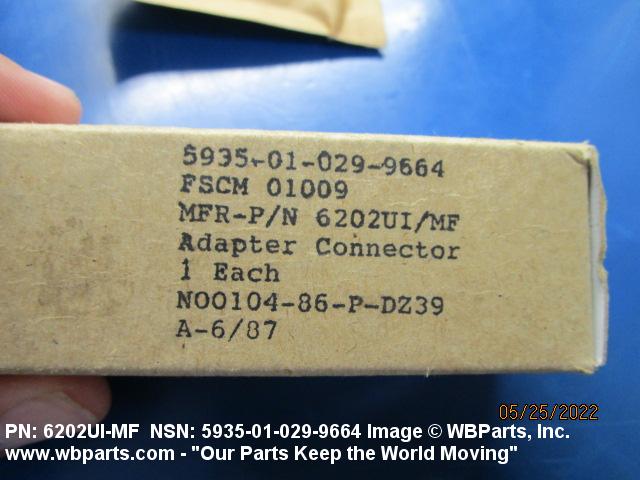 5935-01-029-9664
FSCM 01009
MFR-P/N 6202UI/MF
Adapter Connector
1 Each
N00104-86-P-DZ39
A-6/87
05/25/2022
PN: 6202UI-MF NSN: 5935-01-029-9664 Image © WBParts, Inc.
www.wbparts.com - "Our Parts Keep the World Moving"